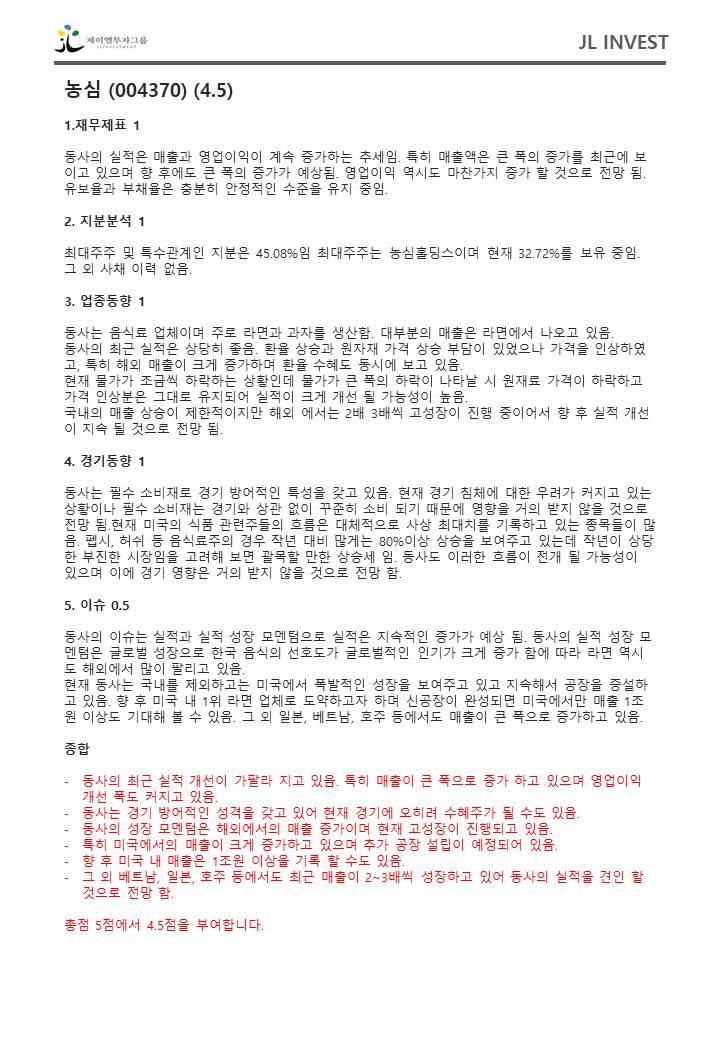 제이엘투자그룹
JLINVESTMENT
JL INVEST
농심 (004370) (4.5)
1.재무제표 1
동사의 실적은 매출과 영업이익이 계속 증가하는 추세임. 특히 매출액은 큰 폭의 증가를 최근에 보
이고 있으며 향 후에도 큰 폭의 증가가 예상됨. 영업이익 역시도 마찬가지 증가 할 것으로 전망 됨.
유보율과 부채율은 충분히 안정적인 수준을 유지 중임.
2. 지분분석 1
최대주주 및 특수관계인 지분은 45.08%임 최대주주는 농심홀딩스이며 현재 32.72%를 보유 중임.
그 외 사채 이력 없음.
3. 업종동향 1
동사는 음식료 업체이며 주로 라면과 과자를 생산함. 대부분의 매출은 라면에서 나오고 있음.
동사의 최근 실적은 상당히 좋음. 환율 상승과 원자재 가격 상승 부담이 있었으나 가격을 인상하였
고, 특히 해외 매출이 크게 증가하며 환율 수혜도 동시에 보고 있음.
현재 물가가 조금씩 하락하는 상황인데 물가가 큰 폭의 하락이 나타날 시 원재료 가격이 하락하고
가격 인상분은 그대로 유지되어 실적이 크게 개선 될 가능성이 높음.
국내의 매출 상승이 제한적이지만 해외 에서는 2배 3배씩 고성장이 진행 중이어서 향 후 실적 개선
이 지속 될 것으로 전망 됨.
4. 경기동향 1
동사는 필수 소비재로 경기 방어적인 특성을 갖고 있음. 현재 경기 침체에 대한 우려가 커지고 있는
상황이나 필수 소비재는 경기와 상관 없이 꾸준히 소비 되기 때문에 영향을 거의 받지 않을 것으로
전망 됨.현재 미국의 식품 관련주들의 흐름은 대체적으로 사상 최대치를 기록하고 있는 종목들이 많
음. 펩시, 허쉬 등 음식료주의 경우 작년 대비 많게는 80%이상 상승을 보여주고 있는데 작년이 상당
한 부진한 시장임을 고려해 보면 괄목할 만한 상승세 임. 동사도 이러한 흐름이 전개 될 가능성이
있으며 이에 경기 영향은 거의 받지 않을 것으로 전망 함.
5. 이슈 0.5
동사의 이슈는 실적과 실적 성장 모멘텀으로 실적은 지속적인 증가가 예상 됨. 동사의 실적 성장 모
멘텀은 글로벌 성장으로 한국 음식의 선호도가 글로벌적인 인기가 크게 증가 함에 따라 라면 역시
도 해외에서 많이 팔리고 있음.
현재 동사는 국내를 제외하고는 미국에서 폭발적인 성장을 보여주고 있고 지속해서 공장을 증설하
고 있음. 향 후 미국 내 1위 라면 업체로 도약하고자 하며 신공장이 완성되면 미국에서만 매출 1조
원 이상도 기대해 볼 수 있음. 그 외 일본, 베트남, 호주 등에서도 매출이 큰 폭으로 증가하고 있음.
종합
- 동사의 최근 실적 개선이 가팔라 지고 있음. 특히 매출이 큰 폭으로 증가 하고 있으며 영업이익
개선 폭도 커지고 있음.
- 동사는 경기 방어적인 성격을 갖고 있어 현재 경기에 오히려 수혜주가 될 수도 있음.
- 동사의 성장 모멘텀은 해외에서의 매출 증가이며 현재 고성장이 진행되고 있음.
- 특히 미국에서의 매출이 크게 증가하고 있으며 추가 공장 설립이 예정되어 있음.
- 향 후 미국 내 매출은 1조원 이상을 기록 할 수도 있음.
- 그 외 베트남, 일본, 호주 등에서도 최근 매출이 2~3배씩 성장하고 있어 동사의 실적을 견인 할
것으로 전망 함.
총점 5점에서 4.5점을 부여합니다.